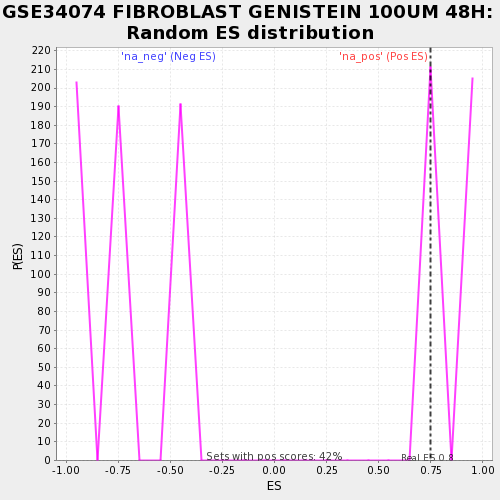 GSE34074 FIBROBLAST GENISTEIN 100UM 48H:
Random ES distribution
'na_neg' (Neg ES)
'na_pos' (Pos ES)
220
210
200
190
180
170
160
150
140
130
120
110
100
90
80
70
60
50
40
30
20
10
0
P(ES)
Sets with pos scores: 42%
Real ES 0.8
-1.00 -0.75 -0.50 -0.25 0.00 0.25 0.50 0.75 1.00
ES